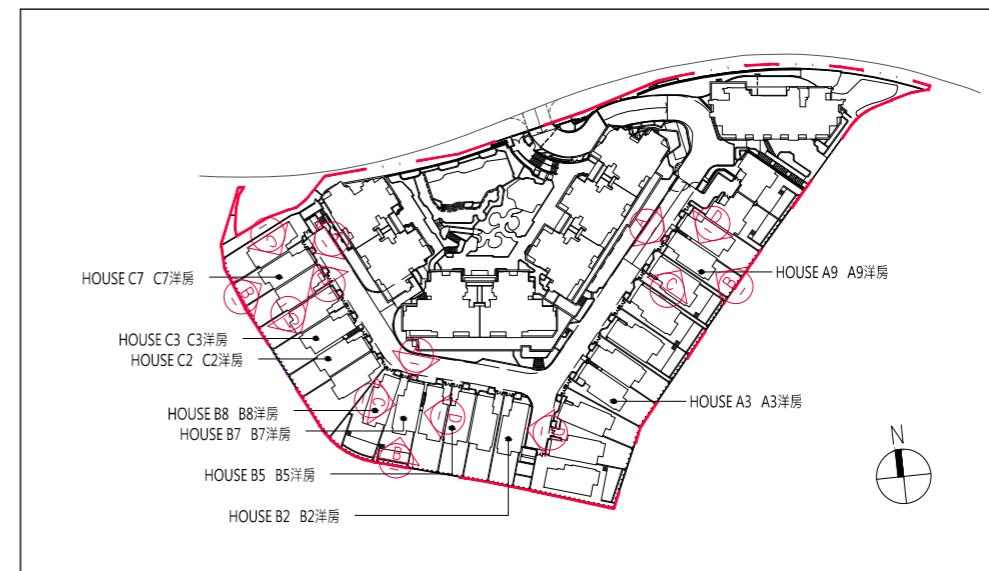 HOUSE C7 C7洋房
HOUSE A9 A9洋房
HOUSE C3 C3洋房
HOUSE C2 C2洋房
HOUSE A3 A3洋房
HOUSE B8 B8洋房
HOUSE B7 B7洋房
HOUSE B5 B5洋房
HOUSE B2 B2洋房
N
A
D
B
C
C
B
D
C
D
B